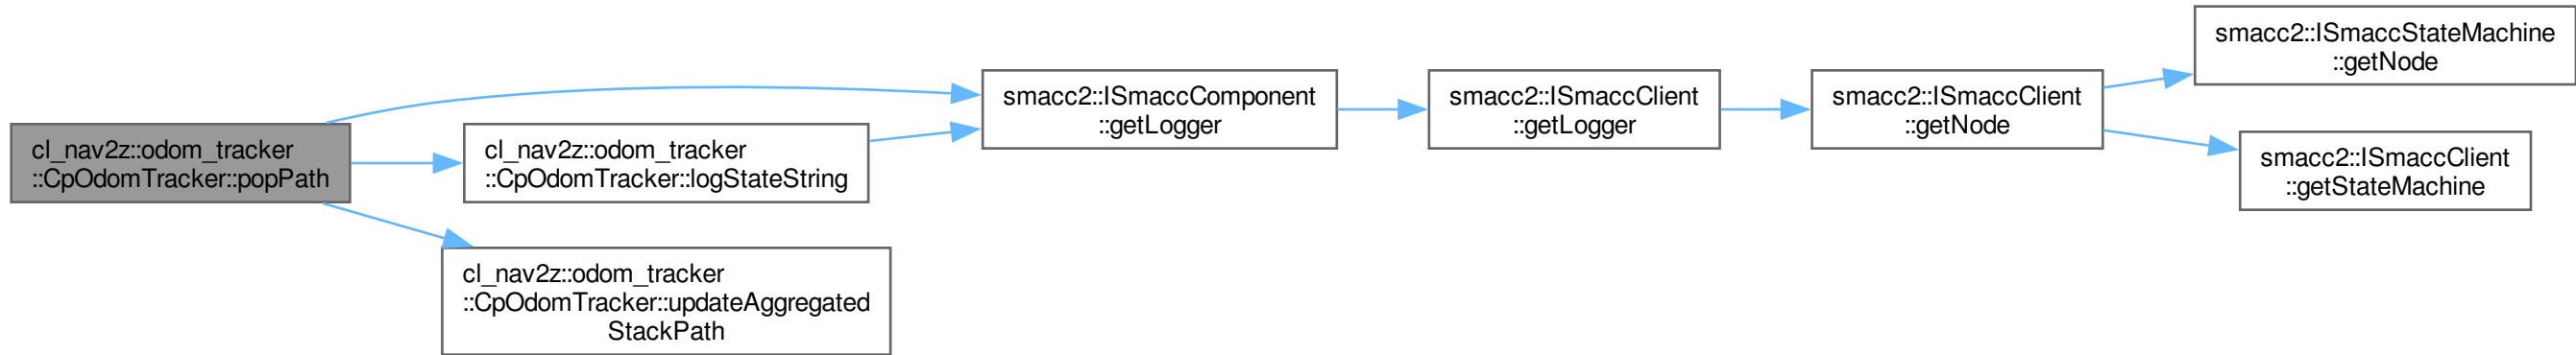 cl_nav2z::odom_tracker
::CpOdomTracker::popPath
cl_nav2z::odom_tracker
::CpOdomTracker::logStateString
cl_nav2z::odom_tracker
::CpOdomTracker::updateAggregated
StackPath
smacc2::ISmaccComponent
::getLogger
smacc2::ISmaccClient
::getLogger
smacc2::ISmaccClient
::getNode
smacc2::ISmaccStateMachine
::getNode
smacc2::ISmaccClient
::getStateMachine